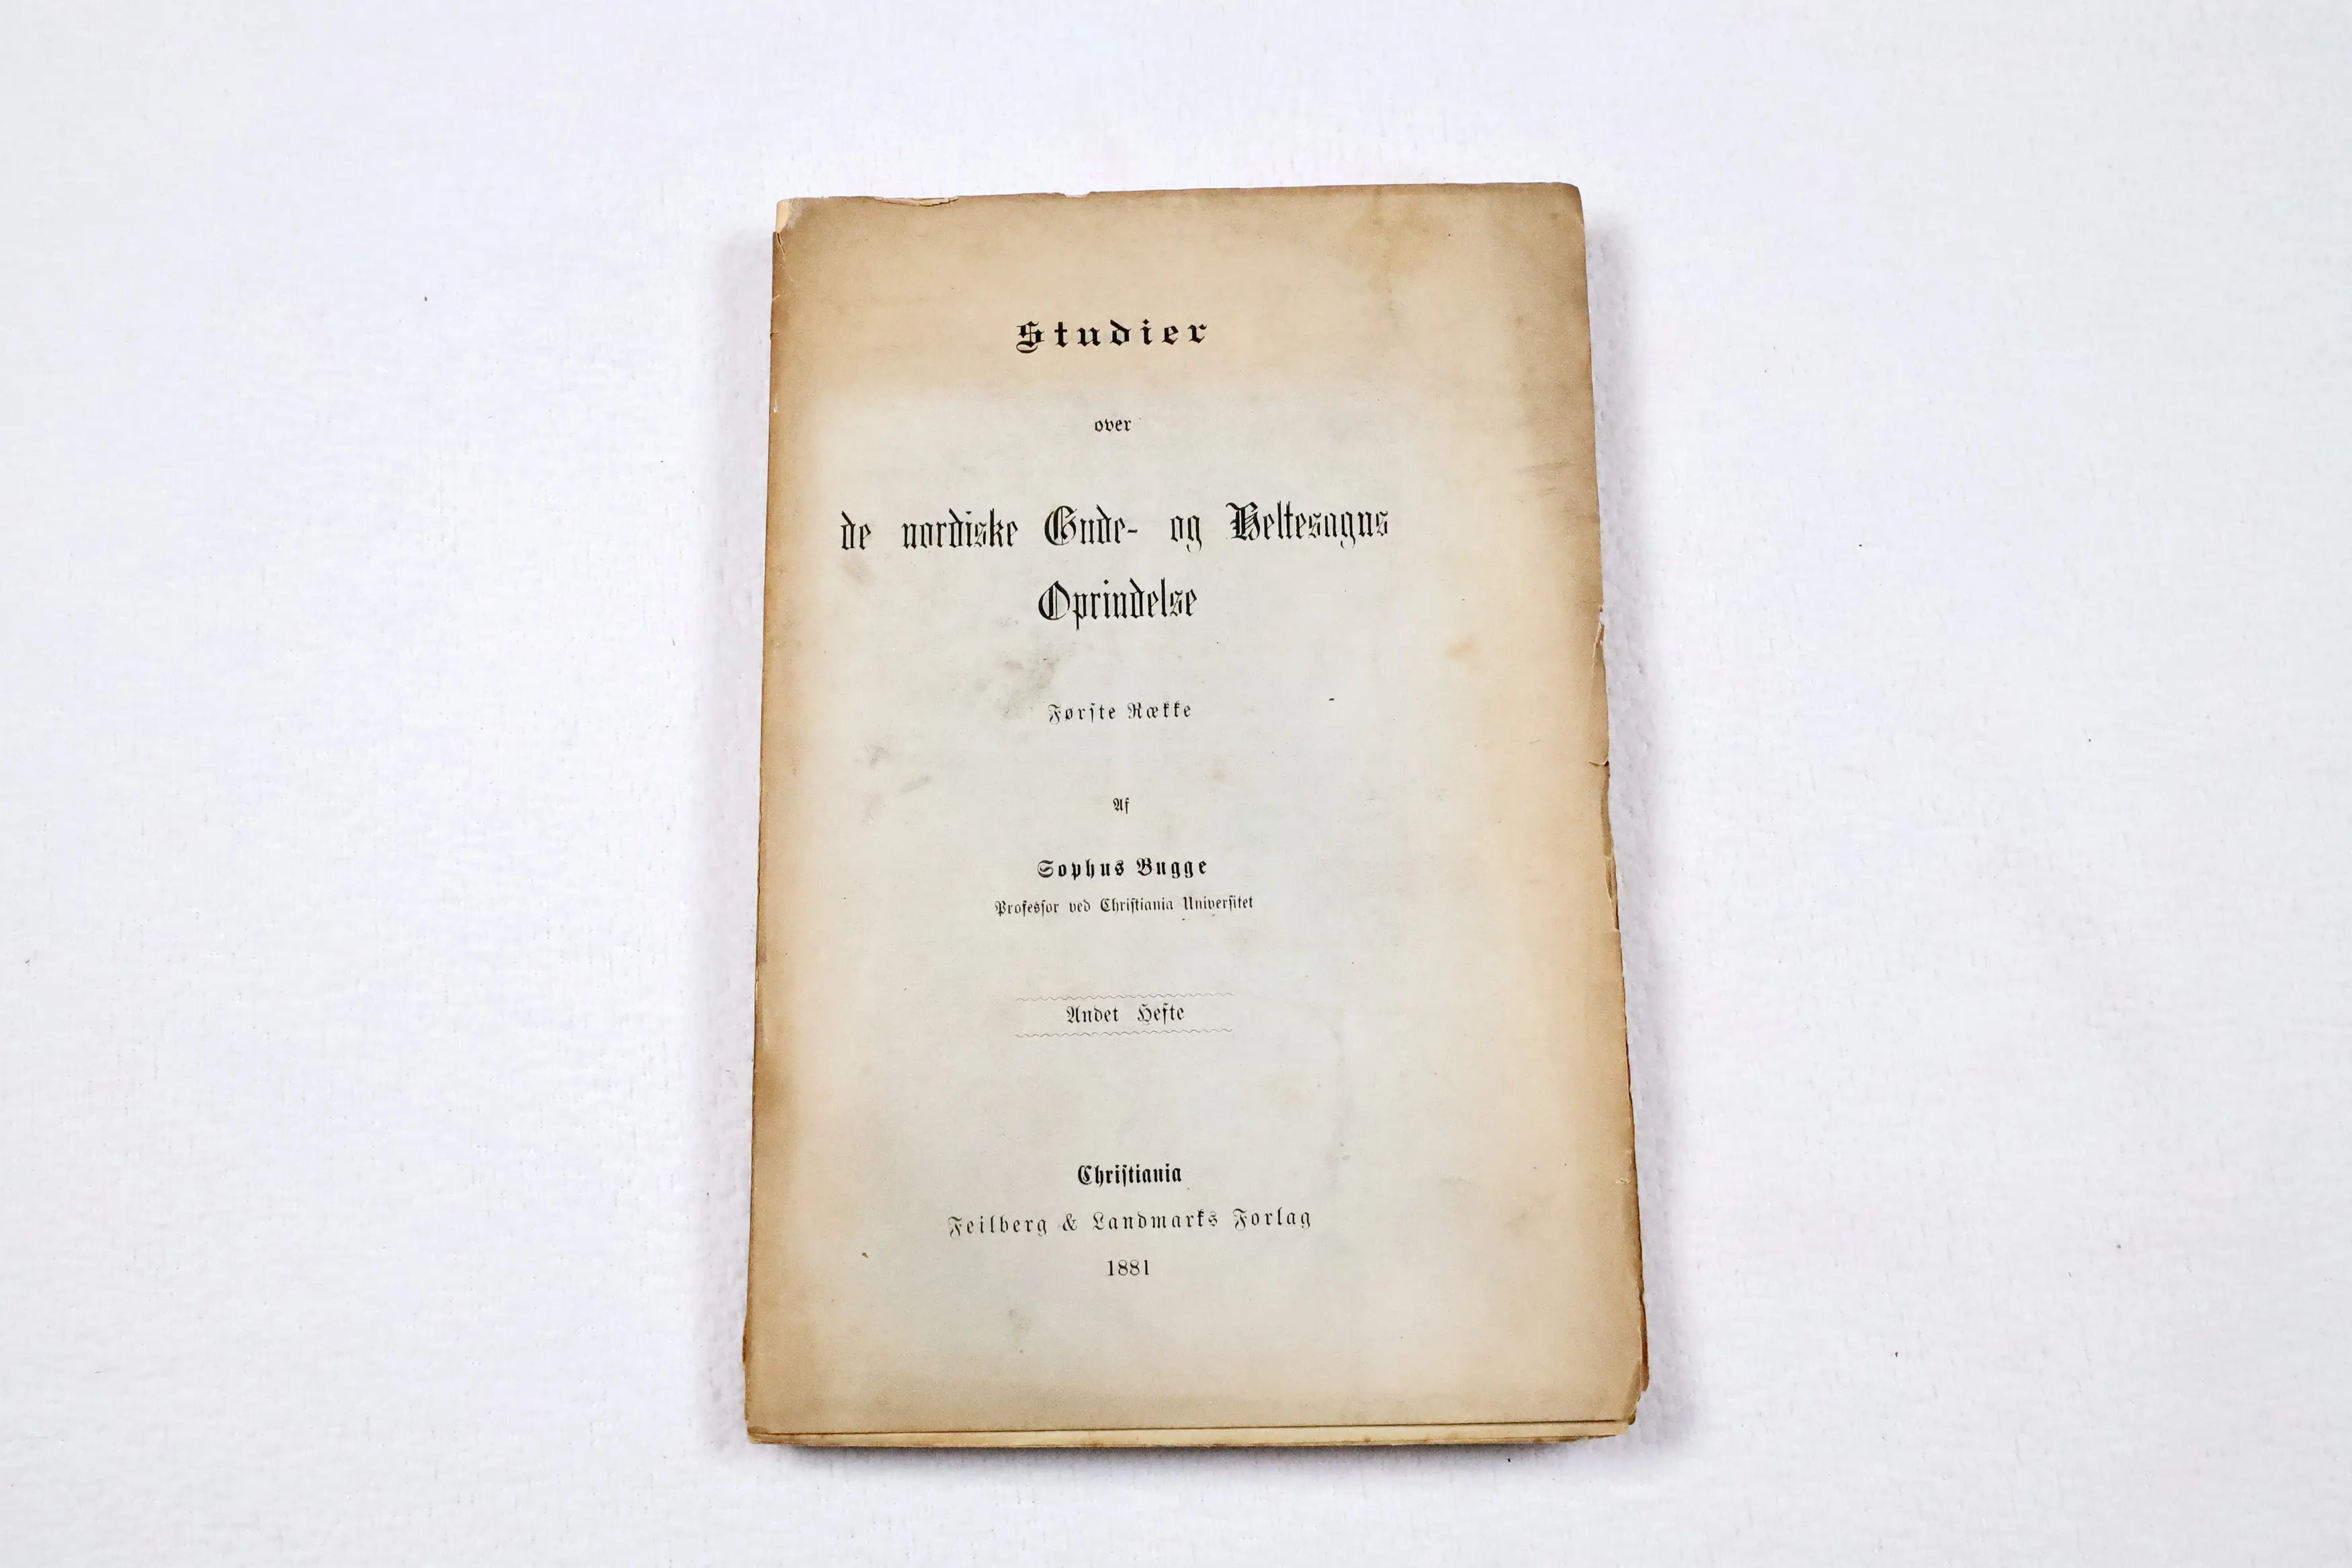 Studier
over
de nordiske Gude- og Heltesagns
Oprindelse
Første Række
Af
Sophus Bugge
Professor ved Christiania Universitet
Andet Hefte
Christiania
Feilberg & Landmarks Forlag
1881